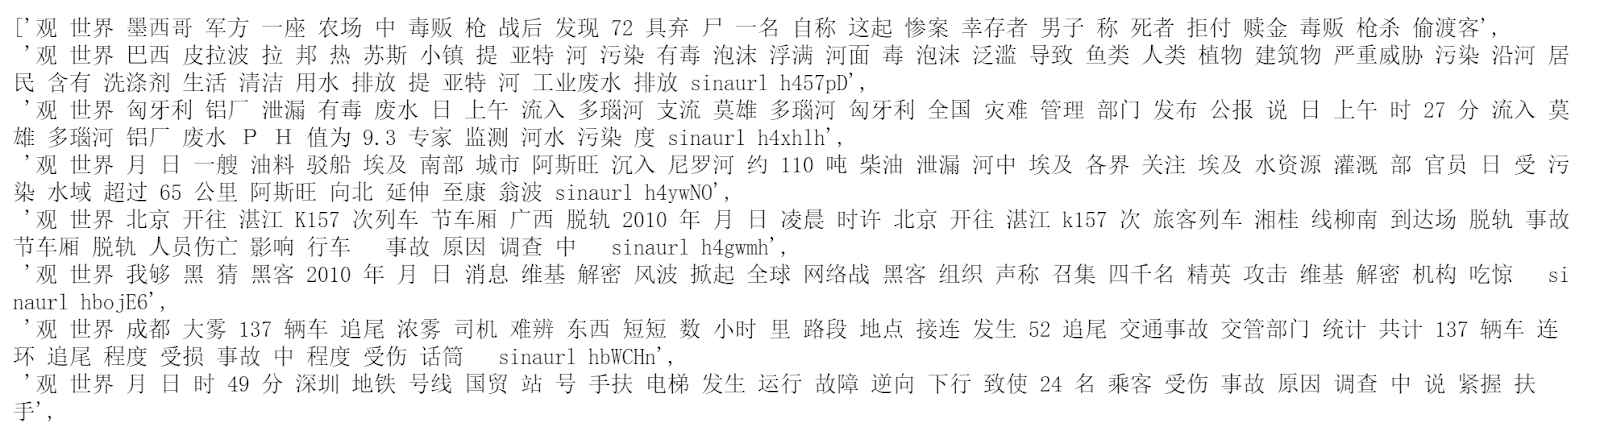 ['观 世界 墨西哥 军方 一座 农场 中 毒贩 枪 战后 发现 72 具弃 尸 一名 自称 这起 惨案 幸存者 男子 称 死者 拒付 赎金 毒贩 枪杀 偷渡客',
'观 世界 巴西 皮拉波 拉 邦 热 苏斯 小镇 提 亚特 河 污染 有毒 泡沫 浮满 河面 毒 泡沫 泛滥 导致 鱼类 人类 植物 建筑物 严重威胁 污染 沿河 居
民 含有 洗涤剂 生活 清洁 用水 排放 提 亚特 河 工业废水 排放 sinaurl h457pD',
'观 世界 匈牙利 铝厂 泄漏 有毒 废水 日 上午 流入 多瑙河 支流 莫雄 多瑙河 匈牙利 全国 灾难 管理 部门 发布 公报 说 日 上午 时 27 分 流入 莫
雄 多瑙河 铝厂 废水 Ｐ Ｈ 值为 9.3 专家 监测 河水 污染 度 sinaurl h4xhlh',
'观 世界 月 日 一艘 油料 驳船 埃及 南部 城市 阿斯旺 沉入 尼罗河 约 110 吨 柴油 泄漏 河中 埃及 各界 关注 埃及 水资源 灌溉 部 官员 日 受 污
染 水域 超过 65 公里 阿斯旺 向北 延伸 至康 翁波 sinaurl h4ywNO',
'观 世界 北京 开往 湛江 K157 次列车 节车厢 广西 脱轨 2010 年 月 日 凌晨 时许 北京 开往 湛江 k157 次 旅客列车 湘桂 线柳南 到达场 脱轨 事故
节车厢 脱轨 人员伤亡 影响 行车 事故 原因 调查 中 sinaurl h4gwmh',
'观 世界 我够 黑 猜 黑客 2010 年 月 日 消息 维基 解密 风波 掀起 全球 网络战 黑客 组织 声称 召集 四千名 精英 攻击 维基 解密 机构 吃惊 si
naurl hbojE6',
'观 世界 成都 大雾 137 辆车 追尾 浓雾 司机 难辨 东西 短短 数 小时 里 路段 地点 接连 发生 52 追尾 交通事故 交管部门 统计 共计 137 辆车 连
环 追尾 程度 受损 事故 中 程度 受伤 话筒 sinaurl hbWCHn',
'观 世界 月 日 时 49 分 深圳 地铁 号线 国贸 站 号 手扶 电梯 发生 运行 故障 逆向 下行 致使 24 名 乘客 受伤 事故 原因 调查 中 说 紧握 扶
手',